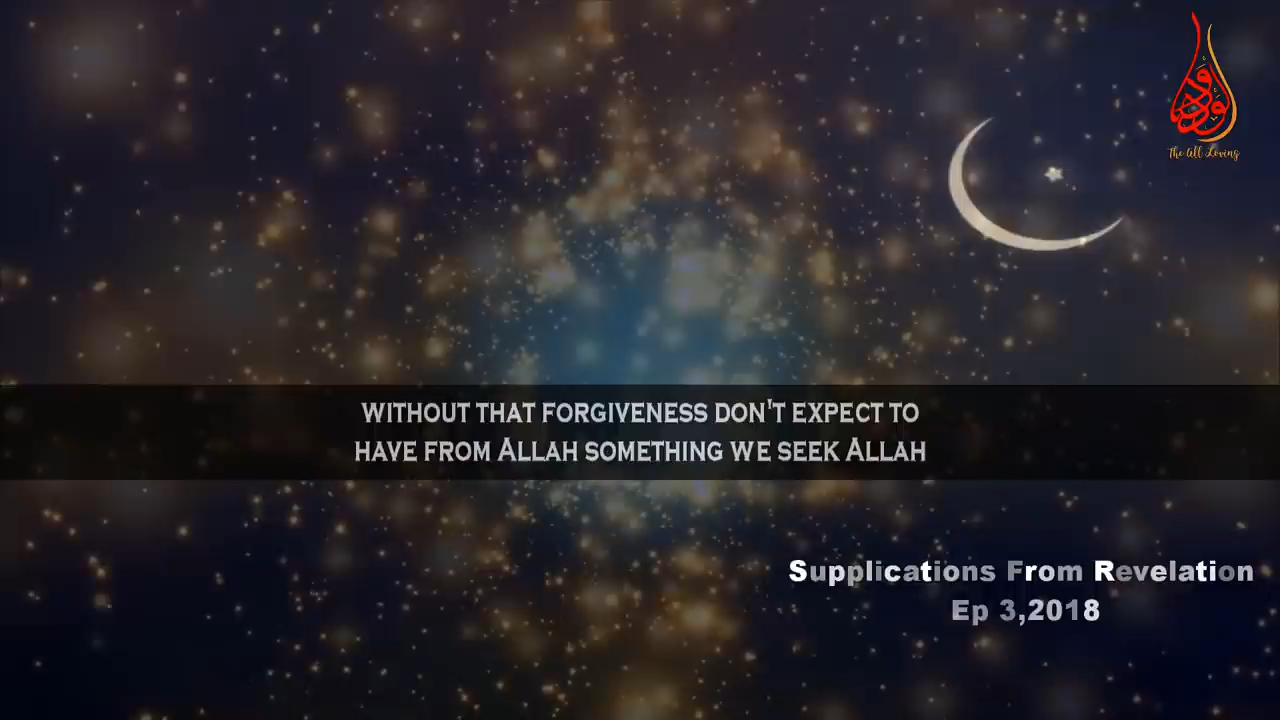 The All Loving
WITHOUT THAT FORGIVENESS DON'T EXPECT TO
HAVE FROM ALLAH SOMETHING WE SEEK ALLAH
Supplications From Revelation
Ep 3,2018